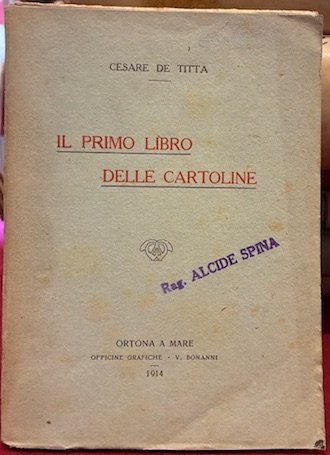 CESARE DE TITTA
IL PRIMO LIBRO
DELLE CARTOLINE
Rag. ALCIDE SPINA
ORTONA A MARE
OFFICINE GRAFICHE - V. BONANNI
1914